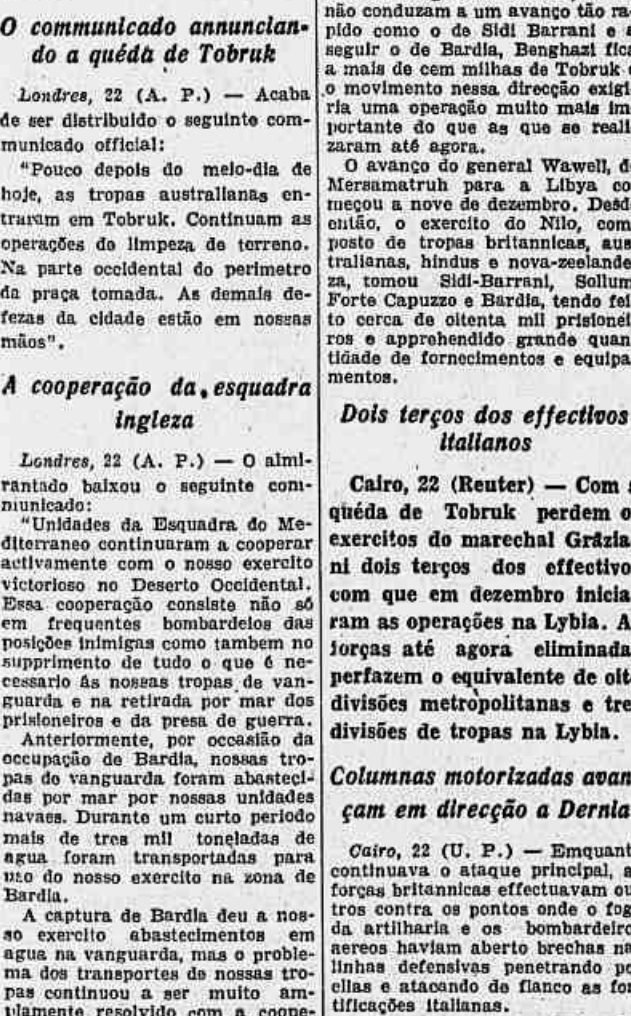 O communicado annuncian-
do a quéda de Tobruk
Londres, 22 (A. P.) — Acaba
de ser distribuido o seguinte com-
municado official:
"Pouco depois do meio-dia de
hoje, as tropas australianas en-
traram em Tobruk. Continuam as
operações de limpeza de terreno.
Na parte occidental do perimetro
da praça tomada. As demais de-
fezas da cidade estão em nossas
mãos".
A cooperação da esquadra
ingleza
Londres, 22 (A. P.) — O almi-
rantado baixou o seguinte com-
municado:
"Unidades da Esquadra do Me-
diterraneo continuaram a cooperar
activamente com o nosso exercito
victorioso no Deserto Occidental.
Essa cooperação consiste não só
em frequentes bombardeios das
posições inimigas como tambem no
supprimento de tudo o que é ne-
cessario ás nossas tropas de van-
guarda e na retirada por mar dos
prisioneiros e da presa de guerra.
Anteriormente, por occasião da
occupação de Bardia, nossas tro-
pas de vanguarda foram abasteci-
das por mar por nossas unidades
navaes. Durante um curto periodo
mais de tres mil toneladas de
agua foram transportadas para
uso do nosso exercito na zona de
Bardia.
A captura de Bardia deu a nos-
so exercito abastecimentos em
agua na vanguarda, mas o proble-
ma dos transportes de nossas tro-
pas continuou a ser muito am-
plamente resolvido com a coope-
não conduzam a um avanço tão ra-
pido como o de Sidi Barrani e a
seguir o de Bardia, Benghazi fica
a mais de cem milhas de Tobruk e
o movimento nessa direcção exigi-
ria uma operação muito mais im-
portante do que as que se reali-
zaram até agora.
O avanço do general Wawell, d
Mersamatruh para a Libya co
meçou a nove de dezembro. Desd
então, o exercito do Nilo, com
posto de tropas britannicas, aus
tralianas, hindus e nova-zeelande
za, tomou Sidi-Barrani, Sollum
Forte Capuzzo e Bardia, tendo fei
to cerca de oitenta mil prisionei
ros e apprehendido grande quan
tidade de fornecimentos e equipa
mentos.
Dois terços dos effectivos
italianos
Cairo, 22 (Reuter) — Com a
quéda de Tobruk perdem o
exercitos do marechal Grazia
ni dois terços dos effectivo
com que em dezembro inicia
ram as operações na Lybia. A
forças até agora eliminada
perfazem o equivalente de oit
divisões metropolitanas e tre
divisões de tropas na Lybia.
Columnas motorizadas avan
çam em direcção a Dernia
Cairo, 22 (U. P.) — Emquant
continuava o ataque principal, a
forças britannicas effectuavam ou
tros contra os pontos onde o fog
da artilharia e os bombardeiro
aereos haviam aberto brechas na
linhas defensivas penetrando po
ellas e atacando de flanco as for
tificações italianas.